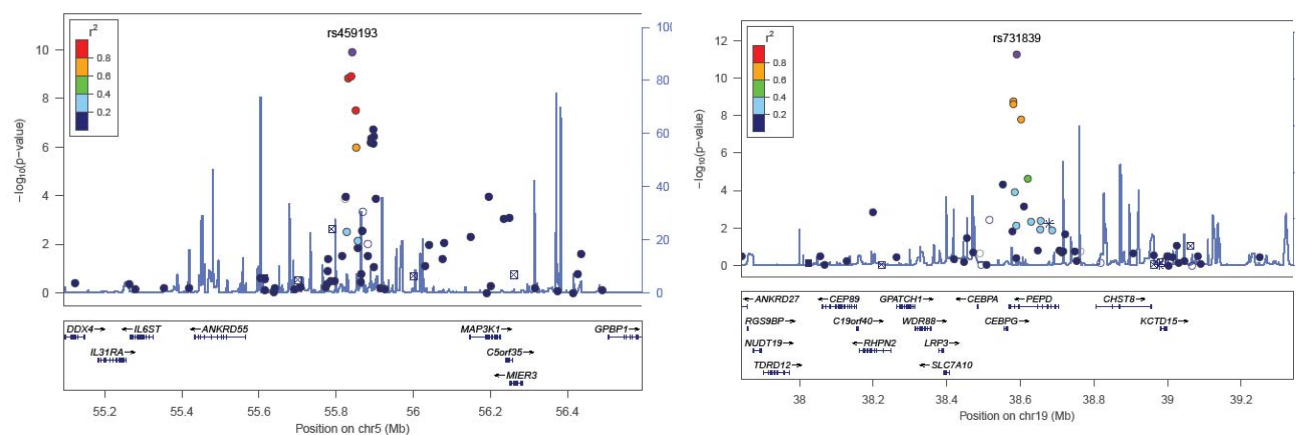 rs459193
r²
0.8
0.6
0.4
0.2
10
8
6
4
2
0
−log₁₀(p-value)
100
80
60
40
20
0
DDX4→
←IL6ST
←ANKRD55
MAP3K1→
GPBP1→
IL31RA→
C5orf35→
←MIER3
55.2
55.4
55.6
55.8
56
56.2
56.4
Position on chr5 (Mb)
rs731839
r²
0.8
0.6
0.4
0.2
12
10
8
6
4
2
0
−log₁₀(p-value)
←ANKRD27
←CEP89
GPATCH1→
←CEBPA
←PEPD
CHST8→
RGS9BP→
C19orf40→
WDR88→
CEBPG→
KCTD15→
NUDT19→
←RHPN2
LRP3→
TDRD12→
←SLC7A10
38
38.2
38.4
38.6
38.8
39
39.2
Position on chr19 (Mb)